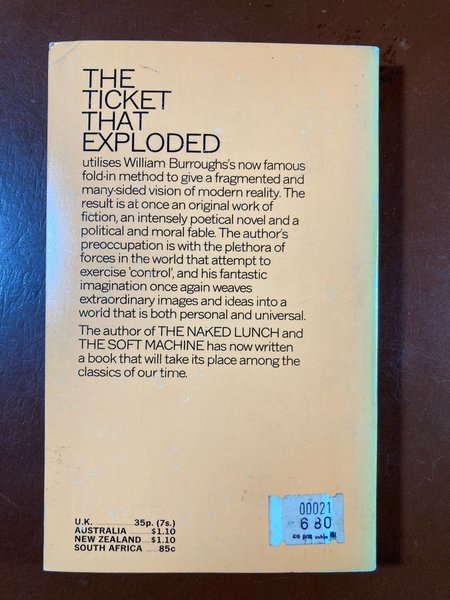 THE
TICKET
THAT
EXPLODED
utilises William Burroughs's now famous
fold-in method to give a fragmented and
many-sided vision of modern reality. The
result is at once an original work of
fiction, an intensely poetical novel and a
political and moral fable. The author's
preoccupation is with the plethora of
forces in the world that attempt to
exercise 'control', and his fantastic
imagination once again weaves
extraordinary images and ideas into a
world that is both personal and universal.
The author of THE NAKED LUNCH and
THE SOFT MACHINE has now written
a book that will take its place among the
classics of our time.
U.K. 35p. (7s.)
AUSTRALIA $1.10
NEW ZEALAND $1.10
SOUTH AFRICA 85c
00021
6 80